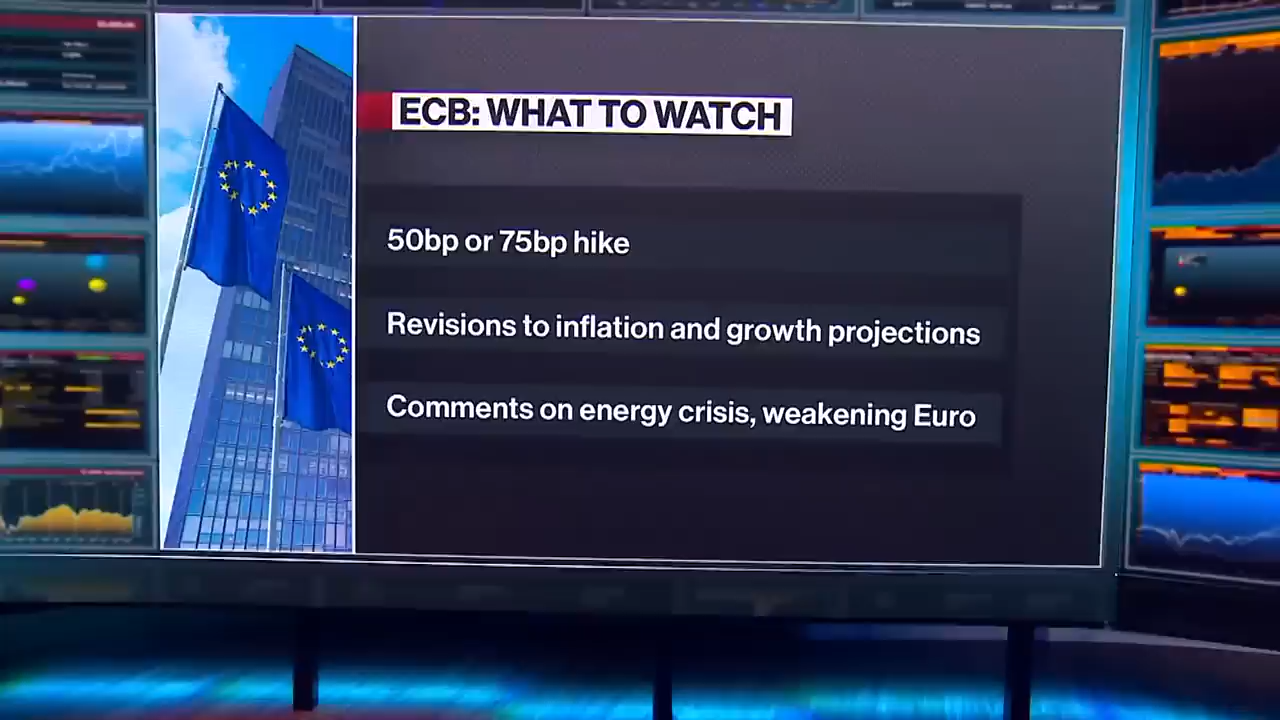 ECB: WHAT TO WATCH
50bp or 75bp hike
Revisions to inflation and growth projections
Comments on energy crisis, weakening Euro